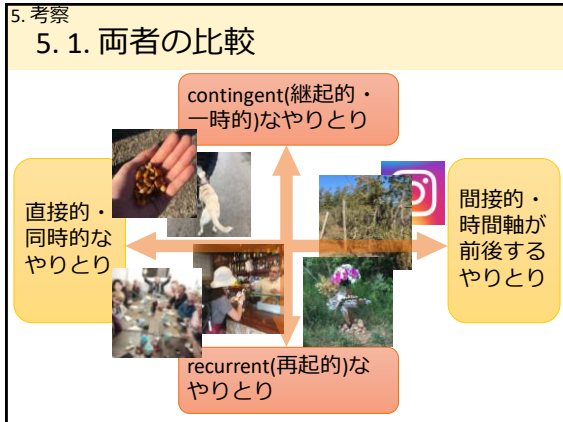 5. 考察
5. 1. 両者の比較
contingent(継起的・
一時的)なやりとり
直接的・
同時的な
やりとり
間接的・
時間軸が
前後する
やりとり
recurrent(再起的)な
やりとり